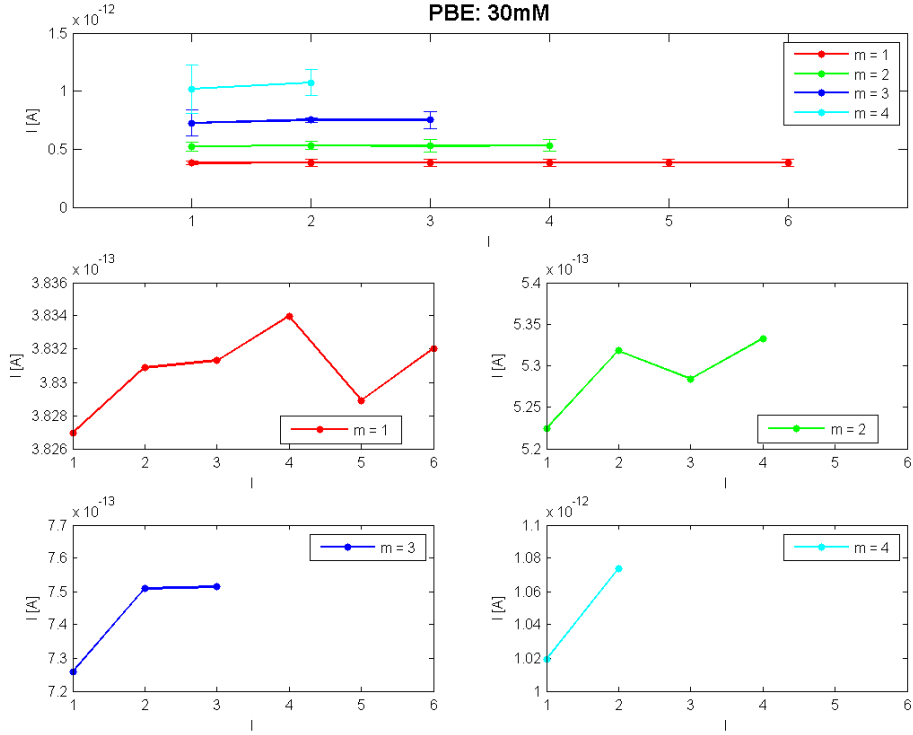 PBE: 30mM
x 10^-12
1.5
1
0.5
0
I [A]
1 2 3 4 5 6
l
m = 1
m = 2
m = 3
m = 4
x 10^-13
3.836
3.834
3.832
3.83
3.828
3.826
I [A]
1 2 3 4 5 6
l
m = 1
x 10^-13
5.4
5.35
5.3
5.25
5.2
I [A]
1 2 3 4 5 6
l
m = 2
x 10^-13
7.7
7.6
7.5
7.4
7.3
7.2
I [A]
1 2 3 4 5 6
l
m = 3
x 10^-12
1.1
1.08
1.06
1.04
1.02
1
I [A]
1 2 3 4 5 6
l
m = 4